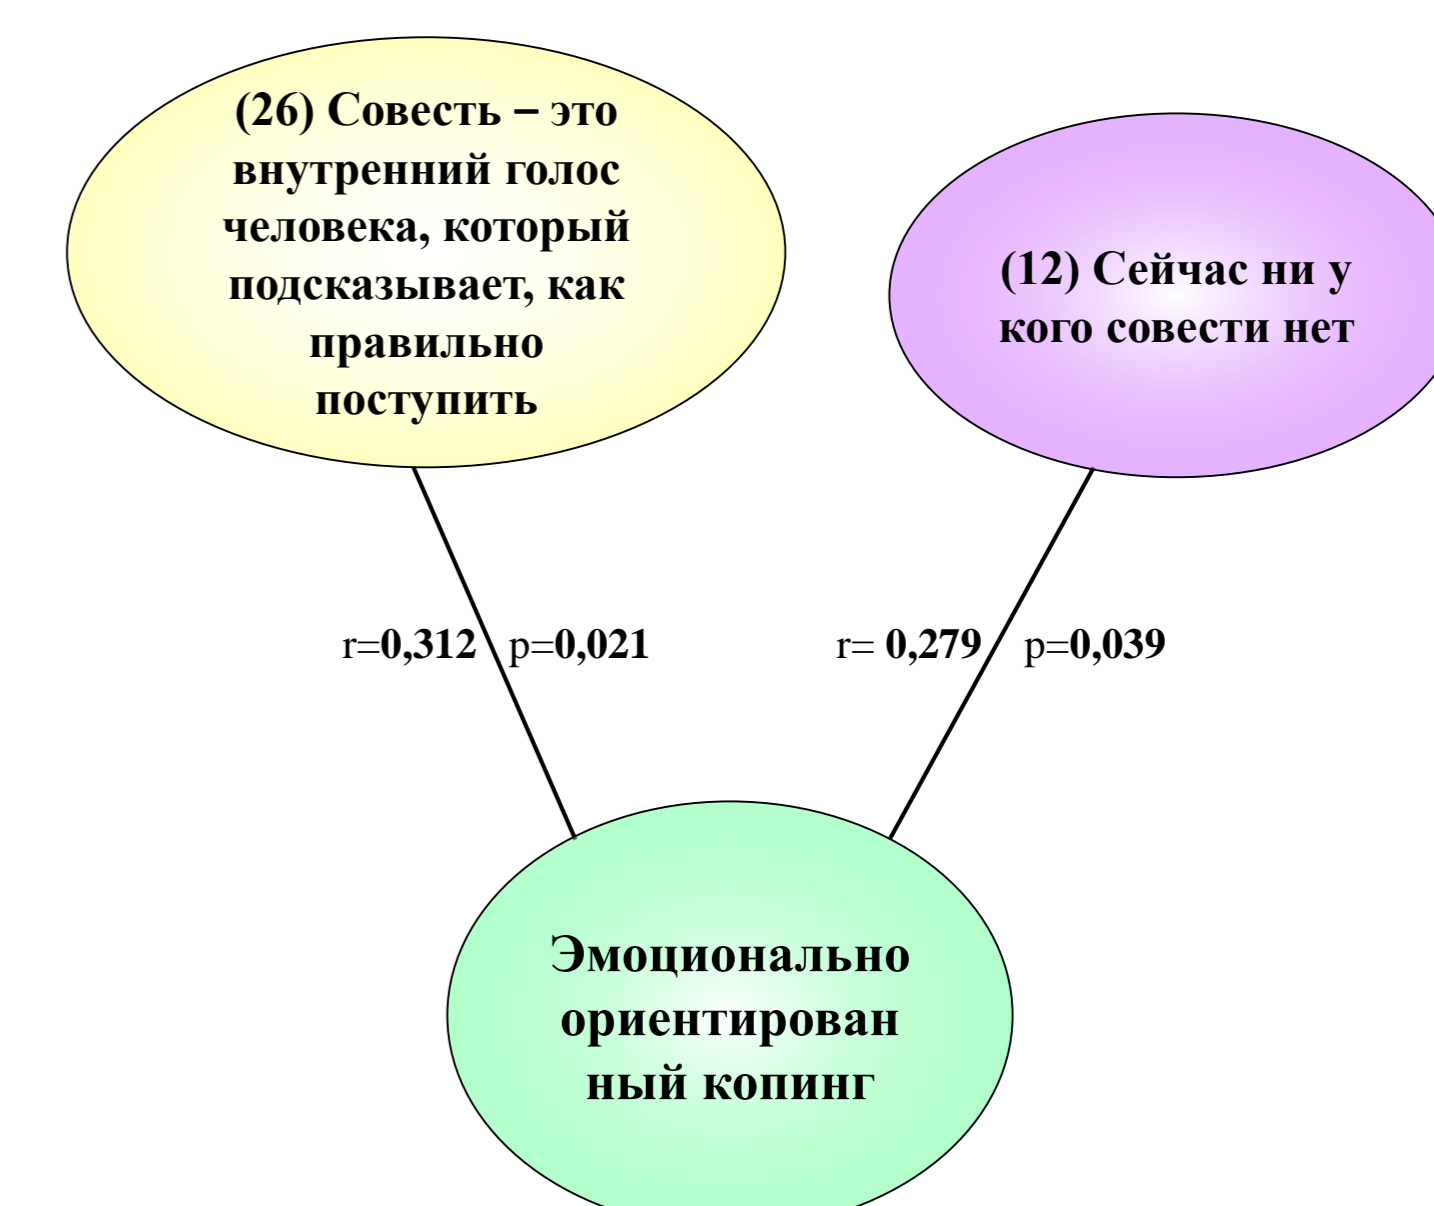 (26) Совесть – это
внутренний голос
человека, который
подсказывает, как
правильно
поступить
(12) Сейчас ни у
кого совести нет
r=0,312 p=0,021
r= 0,279 p=0,039
Эмоционально
ориентирован
ный копинг